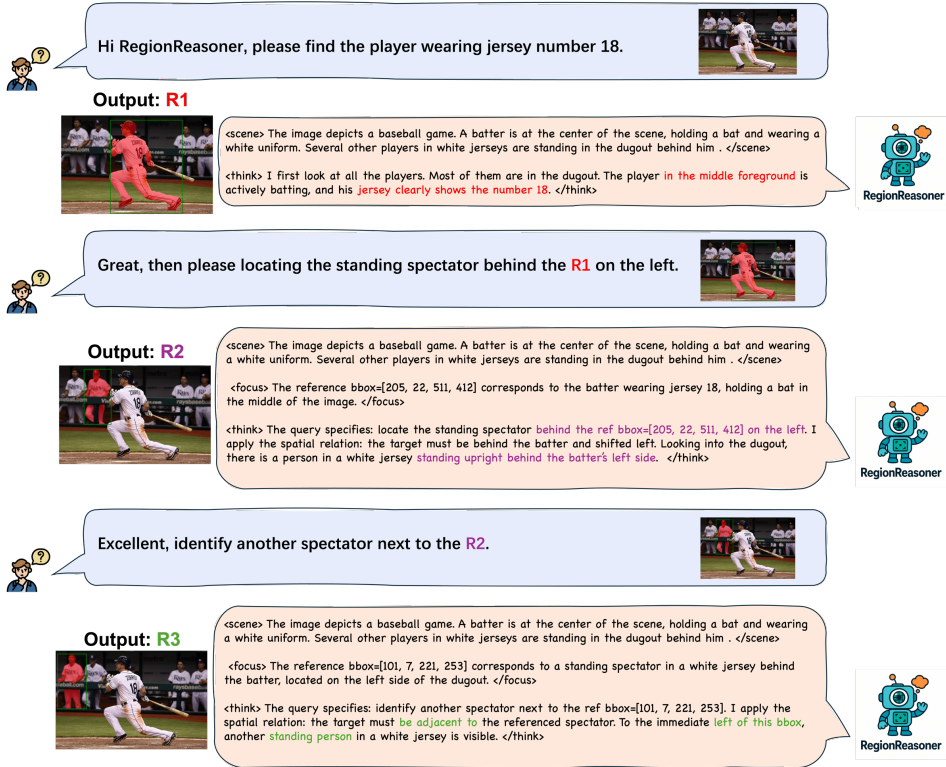 Hi RegionReasoner, please find the player wearing jersey number 18.
Output: R1
<scene> The image depicts a baseball game. A batter is at the center of the scene, holding a bat and wearing a
white uniform. Several other players in white jerseys are standing in the dugout behind him . </scene>
<think> I first look at all the players. Most of them are in the dugout. The player in the middle foreground is
actively batting, and his jersey clearly shows the number 18. </think>
RegionReasoner
Great, then please locating the standing spectator behind the R1 on the left.
Output: R2
<scene> The image depicts a baseball game. A batter is at the center of the scene, holding a bat and wearing
a white uniform. Several other players in white jerseys are standing in the dugout behind him . </scene>
<focus> The reference bbox=[205, 22, 511, 412] corresponds to the batter wearing jersey 18, holding a bat in
the middle of the image. </focus>
<think> The query specifies: locate the standing spectator behind the ref bbox=[205, 22, 511, 412] on the left. I
apply the spatial relation: the target must be behind the batter and shifted left. Looking into the dugout,
there is a person in a white jersey standing upright behind the batter's left side. </think>
RegionReasoner
Excellent, identify another spectator next to the R2.
Output: R3
<scene> The image depicts a baseball game. A batter is at the center of the scene, holding a bat and wearing
a white uniform. Several other players in white jerseys are standing in the dugout behind him . </scene>
<focus> The reference bbox=[101, 7, 221, 253] corresponds to a standing spectator in a white jersey behind
the batter, located on the left side of the dugout. </focus>
<think> The query specifies: identify another spectator next to the ref bbox=[101, 7, 221, 253]. I apply the
spatial relation: the target must be adjacent to the referenced spectator. To the immediate left of this bbox,
another standing person in a white jersey is visible. </think>
RegionReasoner